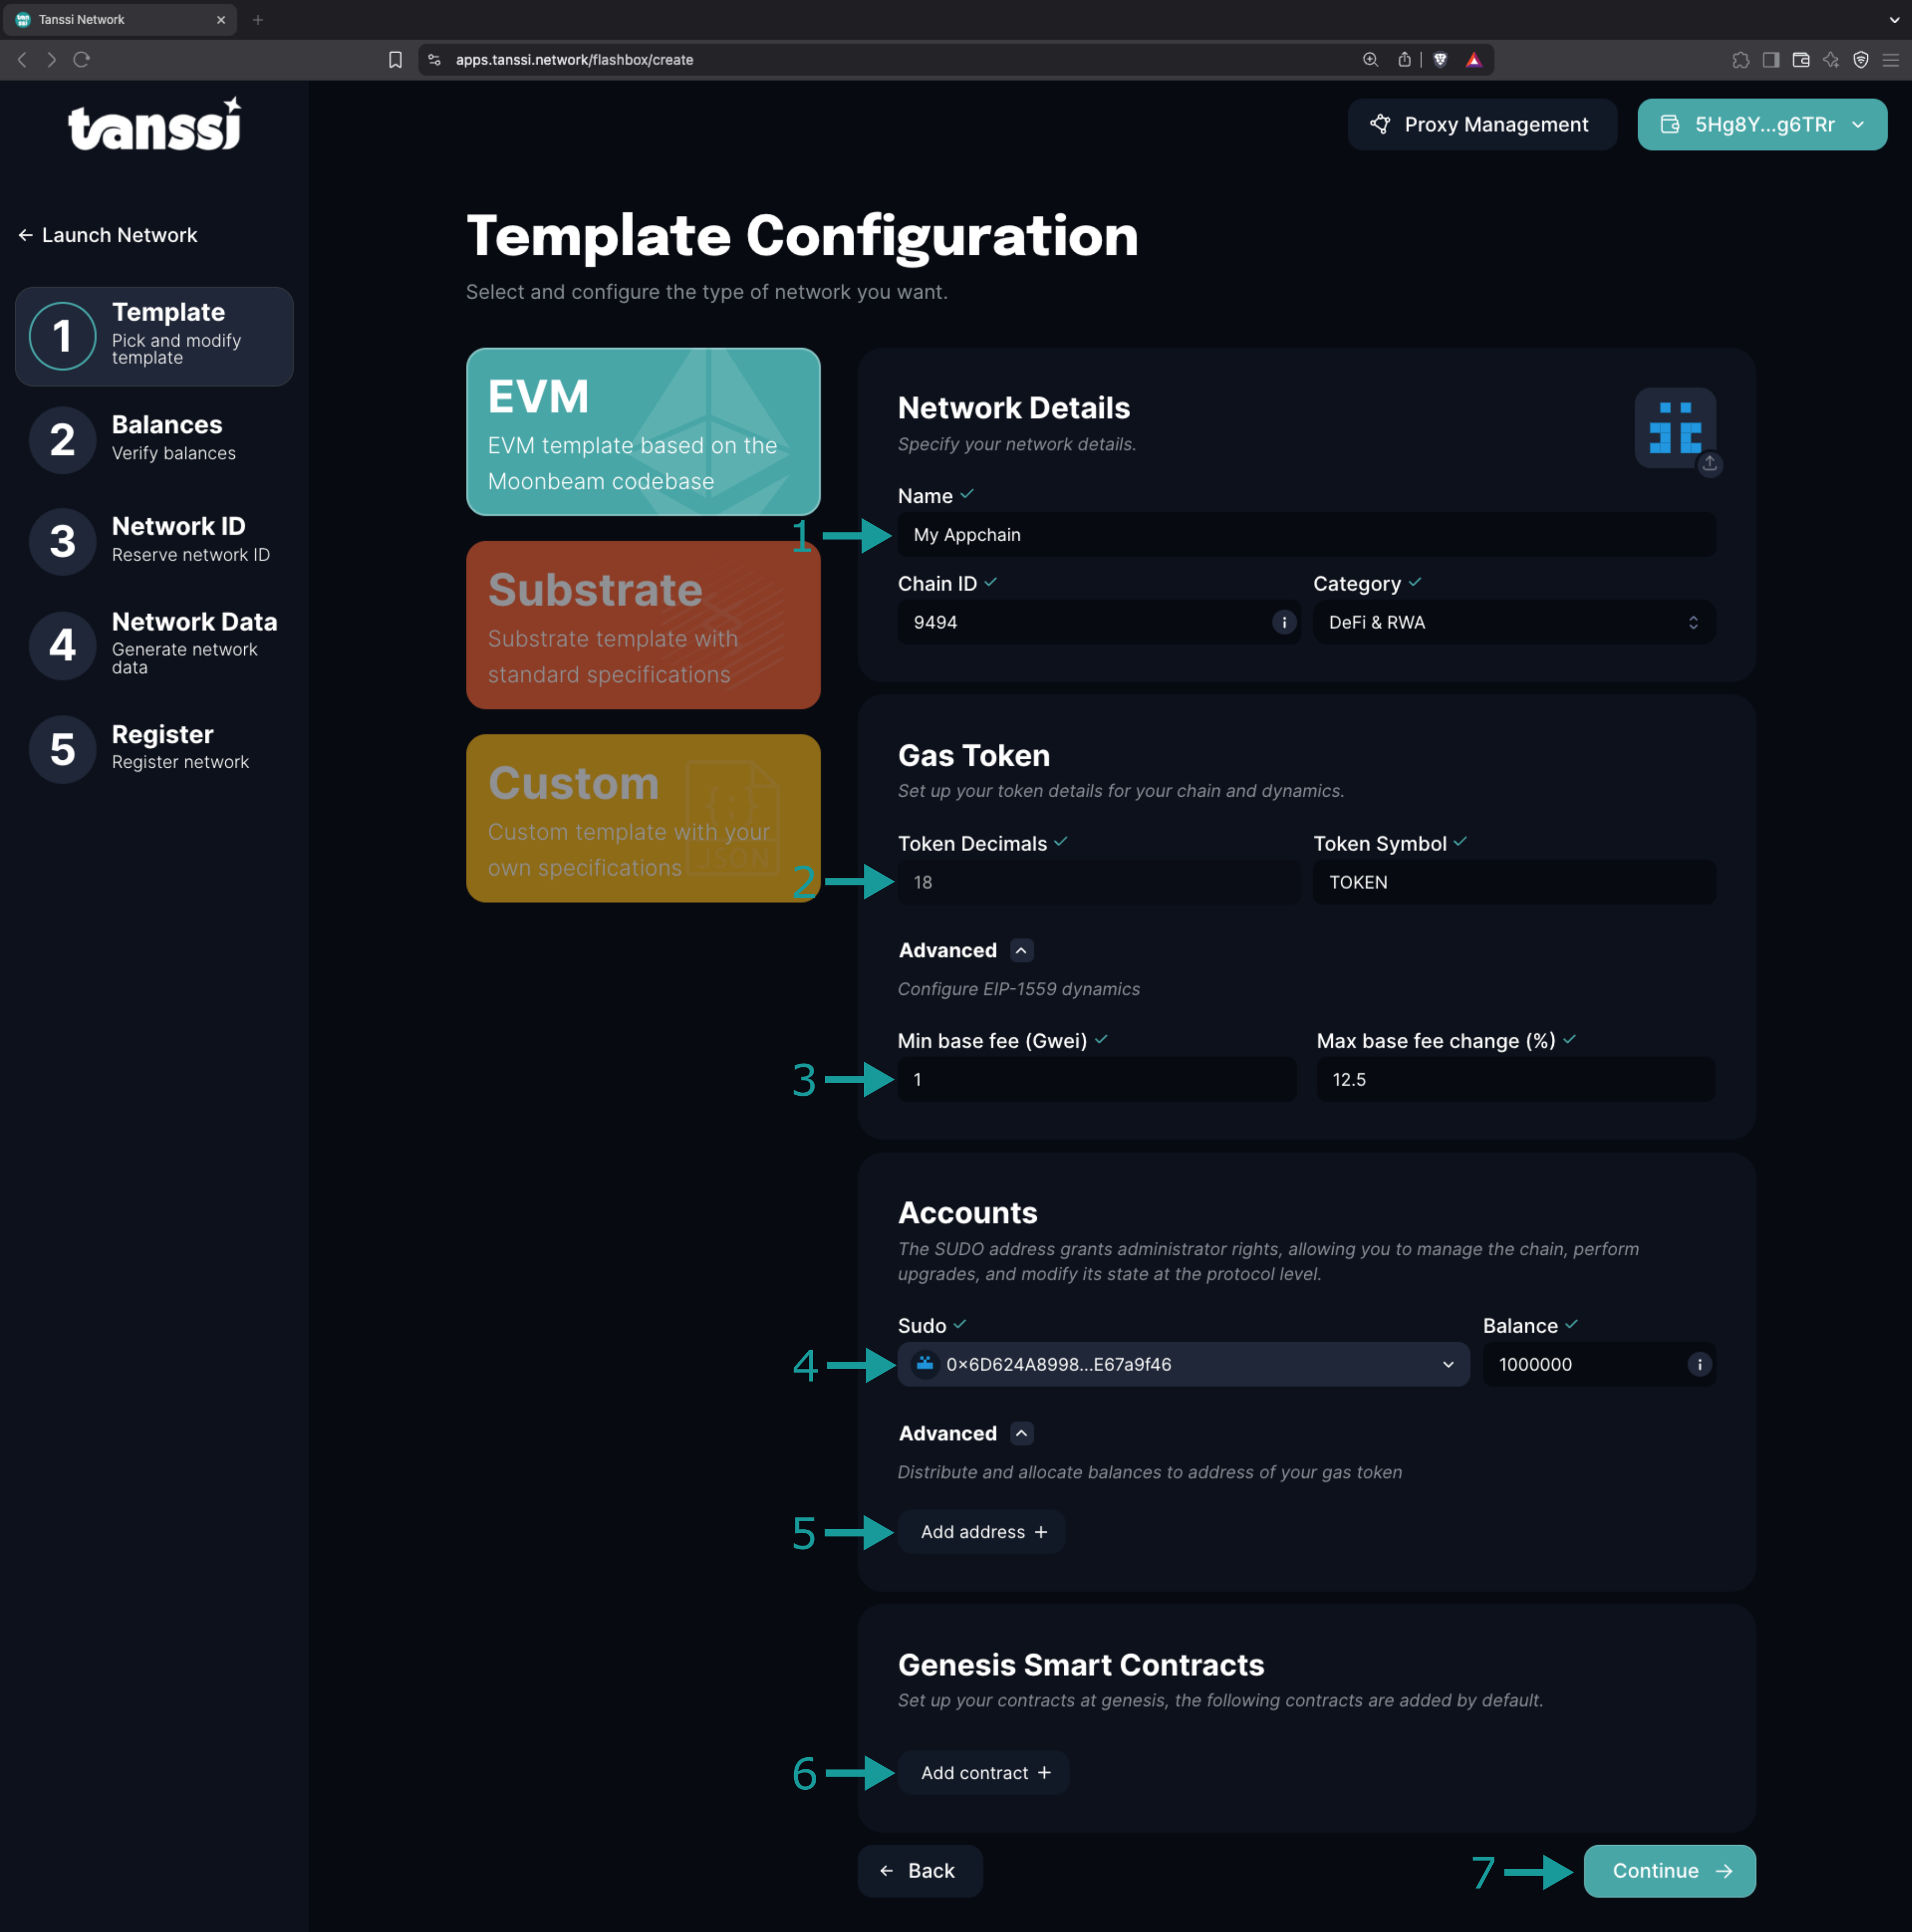 Tanssi Network
apps.tanssi.network/flashbox/create
tanssi
Proxy Management
5Hg8Y...g6TRr
Launch Network
1
Template
Pick and modify
template
2
Balances
Verify balances
3
Network ID
Reserve network ID
4
Network Data
Generate network
data
5
Register
Register network
Template Configuration
Select and configure the type of network you want.
EVM
EVM template based on the
Moonbeam codebase
Substrate
Substrate template with
standard specifications
Custom
Custom template with your
own specifications
{;}
JSON
Network Details
Specify your network details.
Name
1
My Appchain
Chain ID
Category
9494
DeFi & RWA
Gas Token
Set up your token details for your chain and dynamics.
Token Decimals
Token Symbol
2
18
TOKEN
Advanced
Configure EIP-1559 dynamics
Min base fee (Gwei)
Max base fee change (%)
3
1
12.5
Accounts
The SUDO address grants administrator rights, allowing you to manage the chain, perform
upgrades, and modify its state at the protocol level.
Sudo
Balance
4
0×6D624A8998...E67a9f46
1000000
Advanced
Distribute and allocate balances to address of your gas token
5
Add address +
Genesis Smart Contracts
Set up your contracts at genesis, the following contracts are added by default.
6
Add contract +
Back
7
Continue